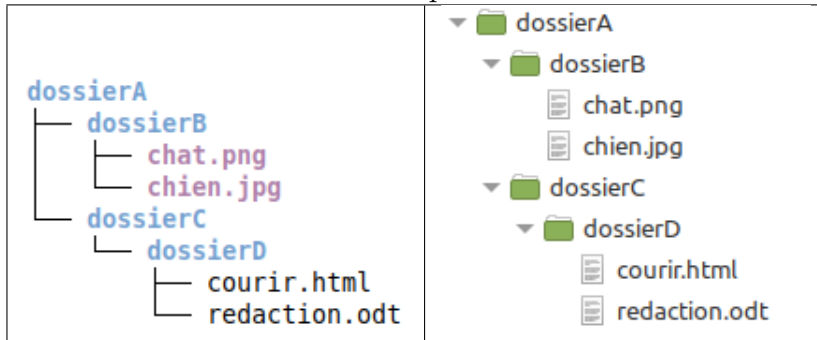 dossierA
dossierB
chat.png
chien.jpg
dossierC
dossierD
courir.html
redaction.odt
dossierA
dossierB
chat.png
chien.jpg
dossierC
dossierD
courir.html
redaction.odt